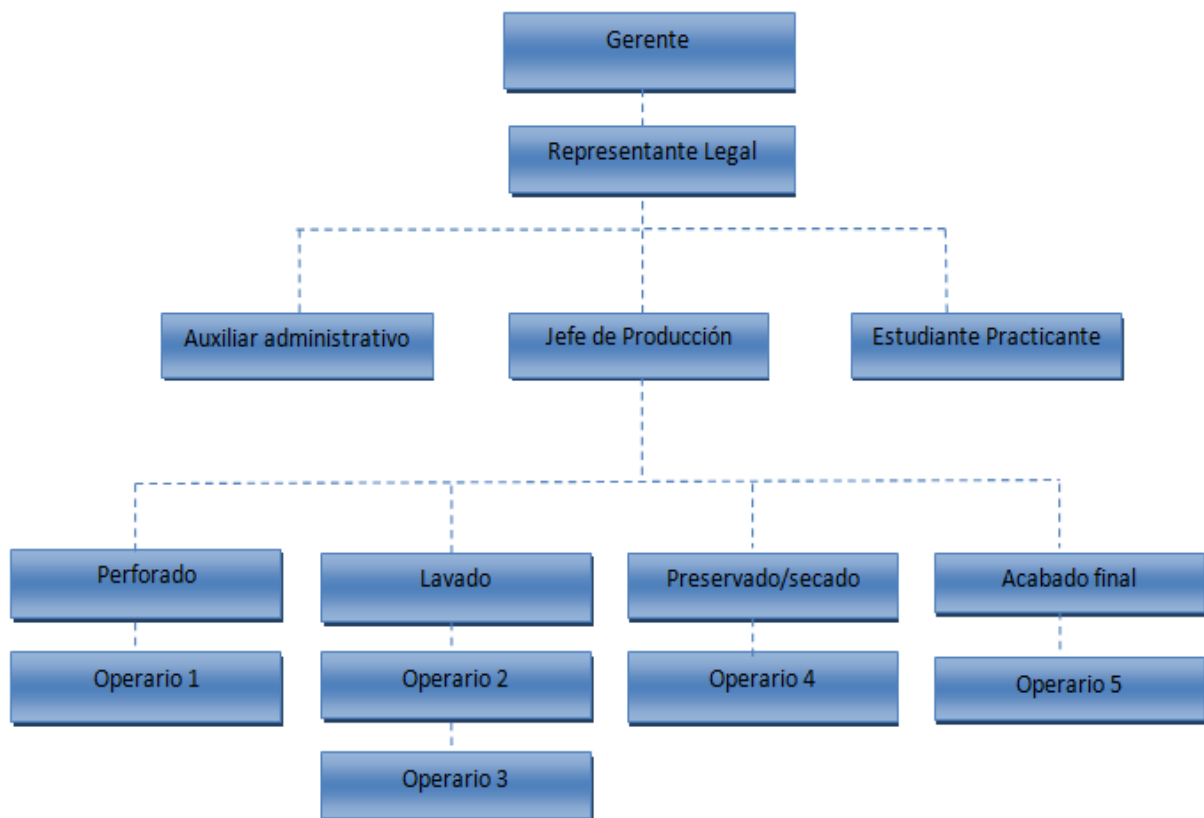 Gerente
Representante Legal
Auxiliar administrativo
Jefe de Producción
Estudiante Practicante
Perforado
Lavado
Preservado/secado
Acabado final
Operario 1
Operario 2
Operario 4
Operario 5
Operario 3